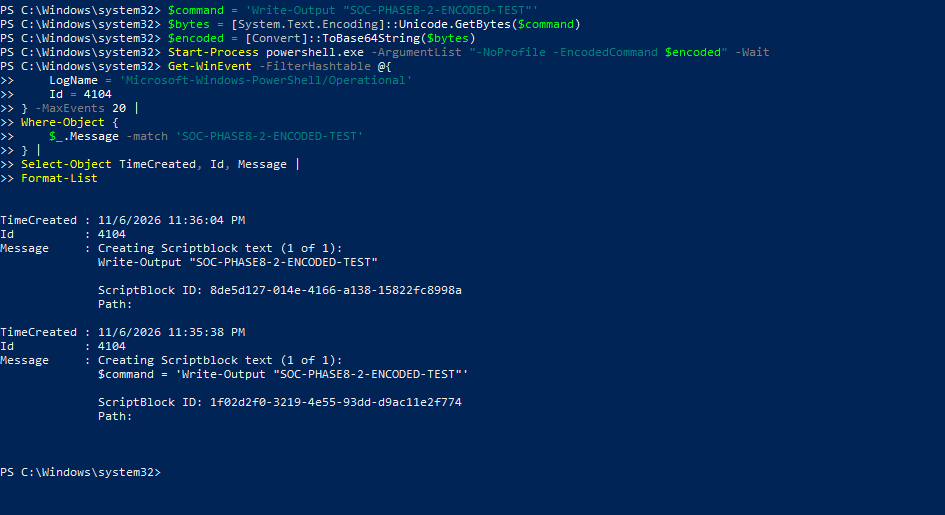 PS C:\Windows\system32> $command = 'Write-Output "SOC-PHASE8-2-ENCODED-TEST"'
PS C:\Windows\system32> $bytes = [System.Text.Encoding]::Unicode.GetBytes($command)
PS C:\Windows\system32> $encoded = [Convert]::ToBase64String($bytes)
PS C:\Windows\system32> Start-Process powershell.exe -ArgumentList "-NoProfile -EncodedCommand $encoded" -Wait
PS C:\Windows\system32> Get-WinEvent -FilterHashtable @{
>>     LogName = 'Microsoft-Windows-PowerShell/Operational'
>>     Id = 4104
>> } -MaxEvents 20 |
>> Where-Object {
>>     $_.Message -match 'SOC-PHASE8-2-ENCODED-TEST'
>> } |
>> Select-Object TimeCreated, Id, Message |
>> Format-List
TimeCreated : 11/6/2026 11:36:04 PM
Id          : 4104
Message     : Creating Scriptblock text (1 of 1):
              Write-Output "SOC-PHASE8-2-ENCODED-TEST"
              ScriptBlock ID: 8de5d127-014e-4166-a138-15822fc8998a
              Path:
TimeCreated : 11/6/2026 11:35:38 PM
Id          : 4104
Message     : Creating Scriptblock text (1 of 1):
              $command = 'Write-Output "SOC-PHASE8-2-ENCODED-TEST"'
              ScriptBlock ID: 1f02d2f0-3219-4e55-93dd-d9ac11e2f774
              Path:
PS C:\Windows\system32>